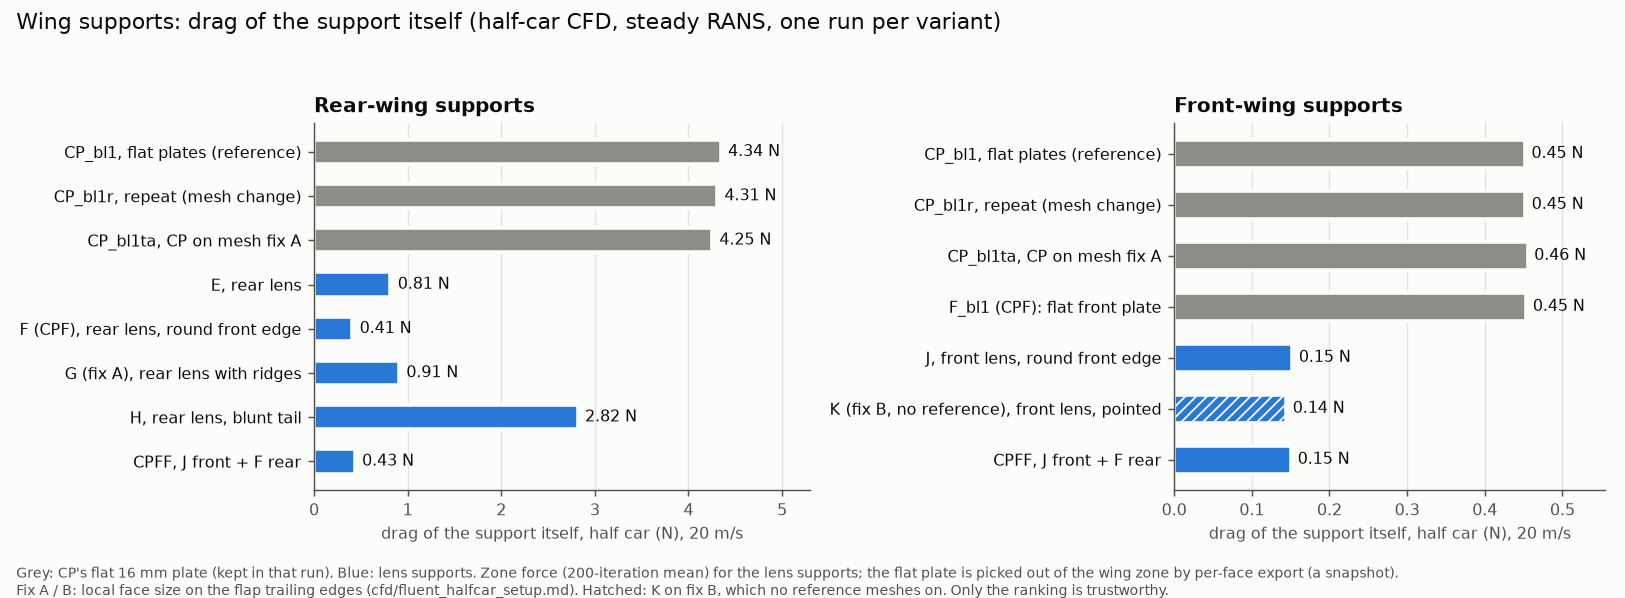 Wing supports: drag of the support itself (half-car CFD, steady RANS, one run per variant)
Rear-wing supports
CP_bl1, flat plates (reference) 4.34 N
CP_bl1r, repeat (mesh change) 4.31 N
CP_bl1ta, CP on mesh fix A 4.25 N
E, rear lens 0.81 N
F (CPF), rear lens, round front edge 0.41 N
G (fix A), rear lens with ridges 0.91 N
H, rear lens, blunt tail 2.82 N
CPFF, J front + F rear 0.43 N
0 1 2 3 4 5
drag of the support itself, half car (N), 20 m/s
Front-wing supports
CP_bl1, flat plates (reference) 0.45 N
CP_bl1r, repeat (mesh change) 0.45 N
CP_bl1ta, CP on mesh fix A 0.46 N
F_bl1 (CPF): flat front plate 0.45 N
J, front lens, round front edge 0.15 N
K (fix B, no reference), front lens, pointed 0.14 N
CPFF, J front + F rear 0.15 N
0.0 0.1 0.2 0.3 0.4 0.5
drag of the support itself, half car (N), 20 m/s
Grey: CP's flat 16 mm plate (kept in that run). Blue: lens supports. Zone force (200-iteration mean) for the lens supports; the flat plate is picked out of the wing zone by per-face export (a snapshot).
Fix A / B: local face size on the flap trailing edges (cfd/fluent_halfcar_setup.md). Hatched: K on fix B, which no reference meshes on. Only the ranking is trustworthy.